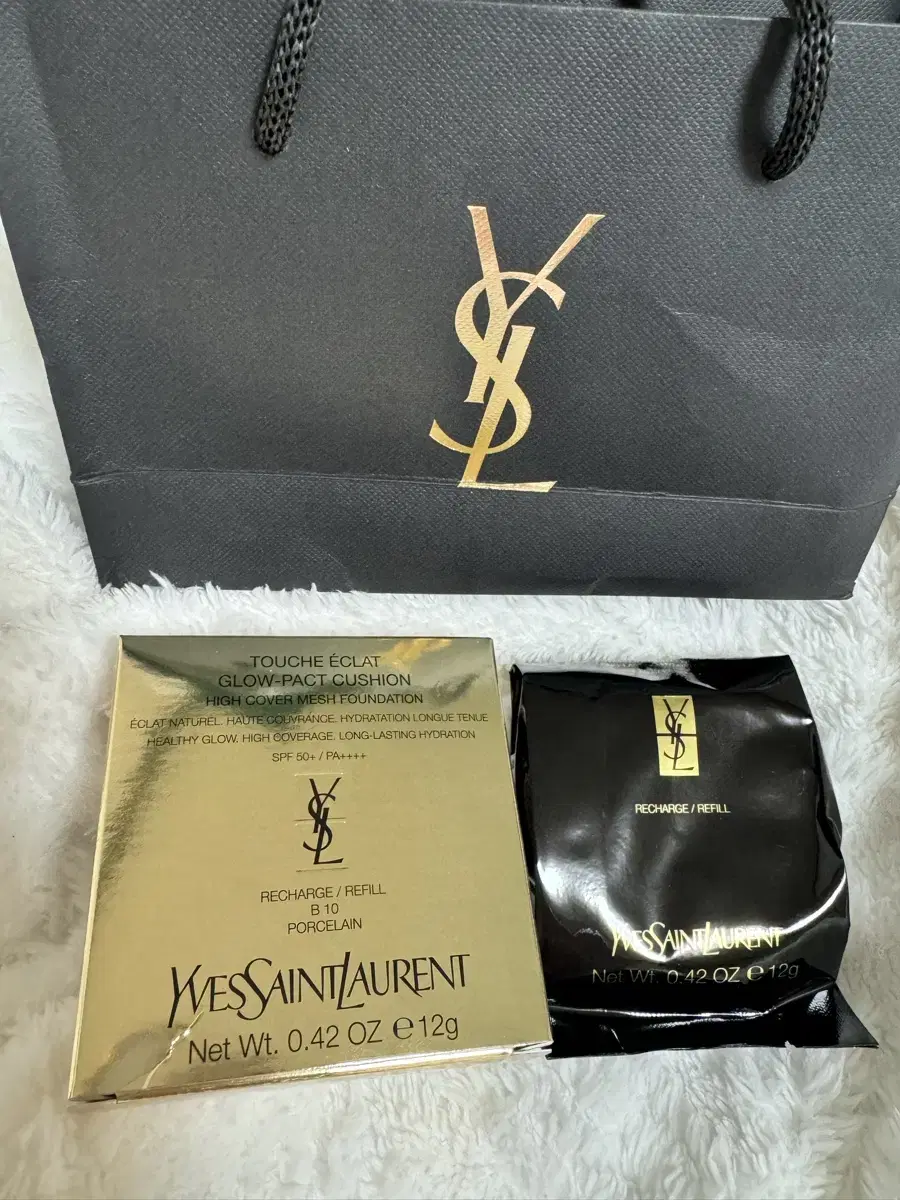 YSL
TOUCHE ÉCLAT
GLOW-PACT CUSHION
HIGH COVER MESH FOUNDATION
ÉCLAT NATUREL. HAUTE COUVRANCE. HYDRATATION LONGUE TENUE
HEALTHY GLOW. HIGH COVERAGE. LONG-LASTING HYDRATION
SPF 50+ / PA++++
YSL
RECHARGE / REFILL
B 10
PORCELAIN
YVESSAINTLAURENT
Net Wt. 0.42 OZ ℮ 12g
YSL
RECHARGE / REFILL
YVESSAINTLAURENT
Net Wt. 0.42 OZ ℮ 12g